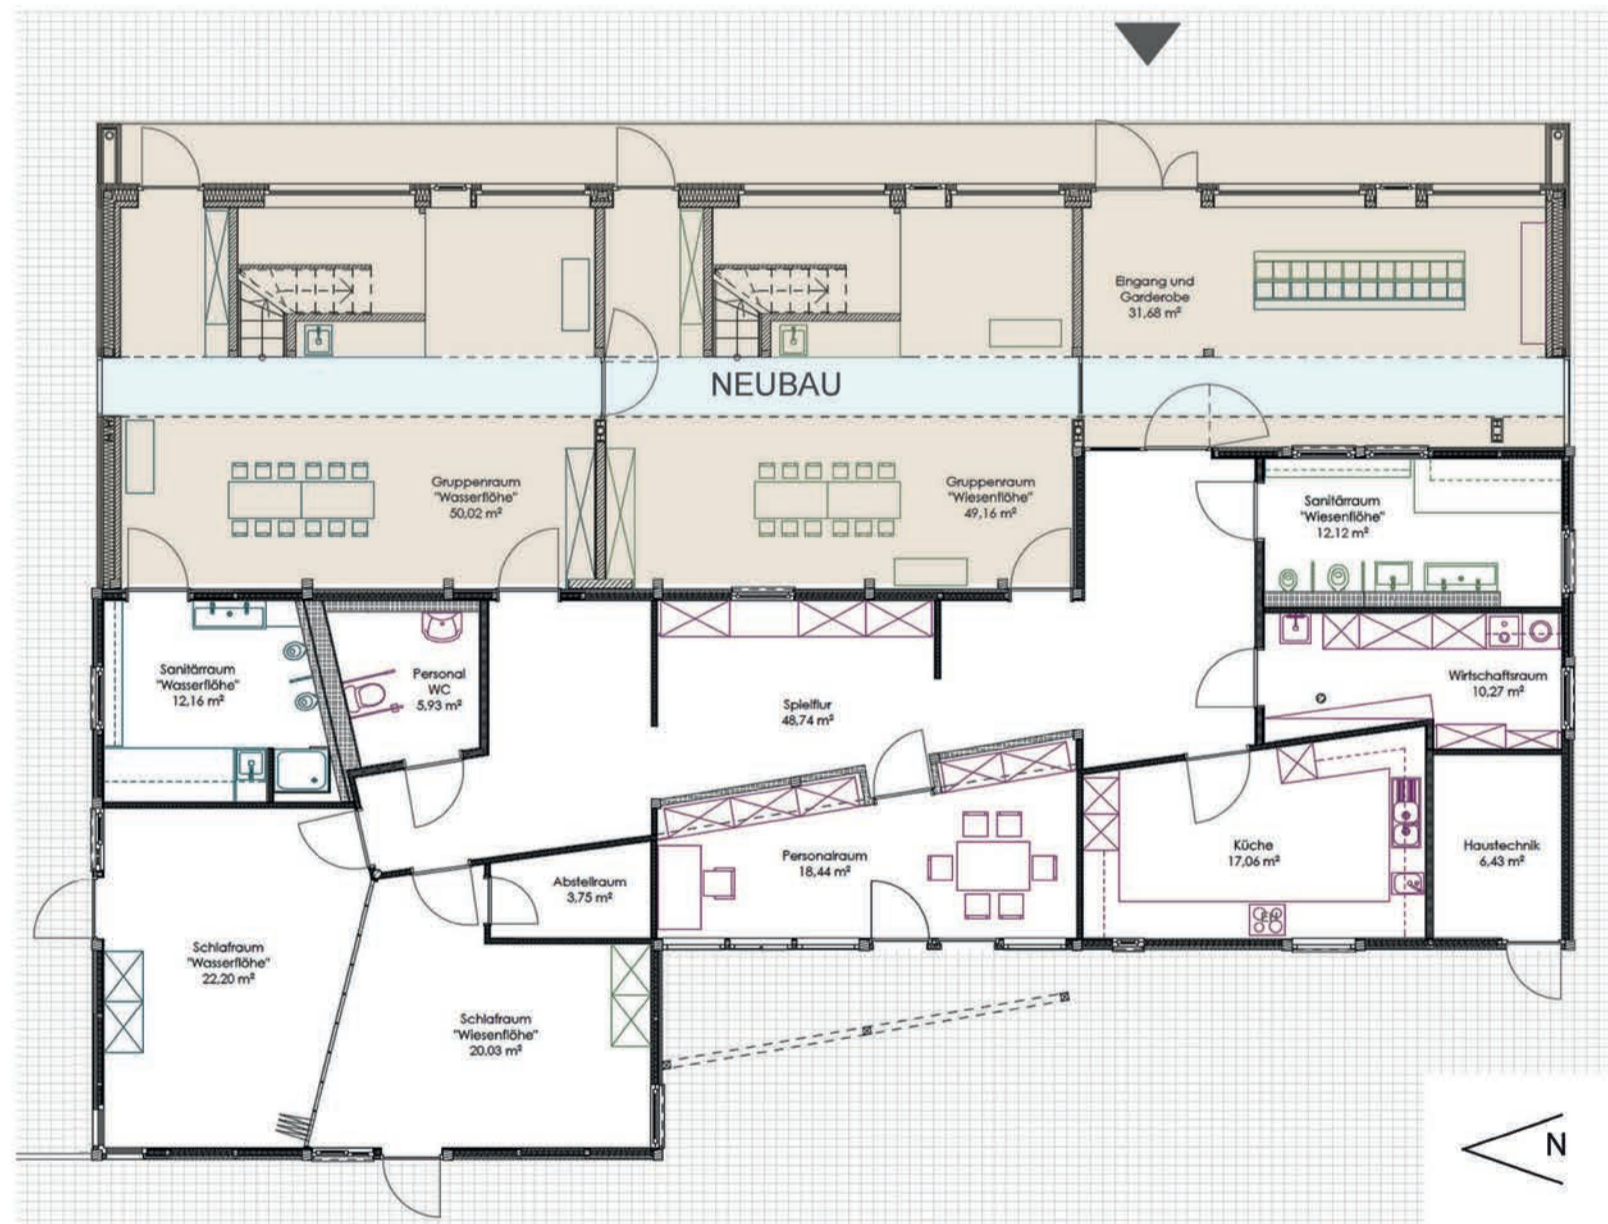 Eingang und
Garderobe
31,68 m²
NEUBAU
Gruppenraum
"Wasserflöhe"
50,02 m²
Gruppenraum
"Wiesenflöhe"
49,16 m²
Sanitärraum
"Wiesenflöhe"
12,12 m²
Sanitärraum
"Wasserflöhe"
12,16 m²
Personal
WC
5,93 m²
Spielflur
48,74 m²
Wirtschaftsraum
10,27 m²
Personalraum
18,44 m²
Küche
17,06 m²
Haustechnik
6,43 m²
Abstellraum
3,75 m²
Schlafraum
"Wasserflöhe"
22,20 m²
Schlafraum
"Wiesenflöhe"
20,03 m²
N